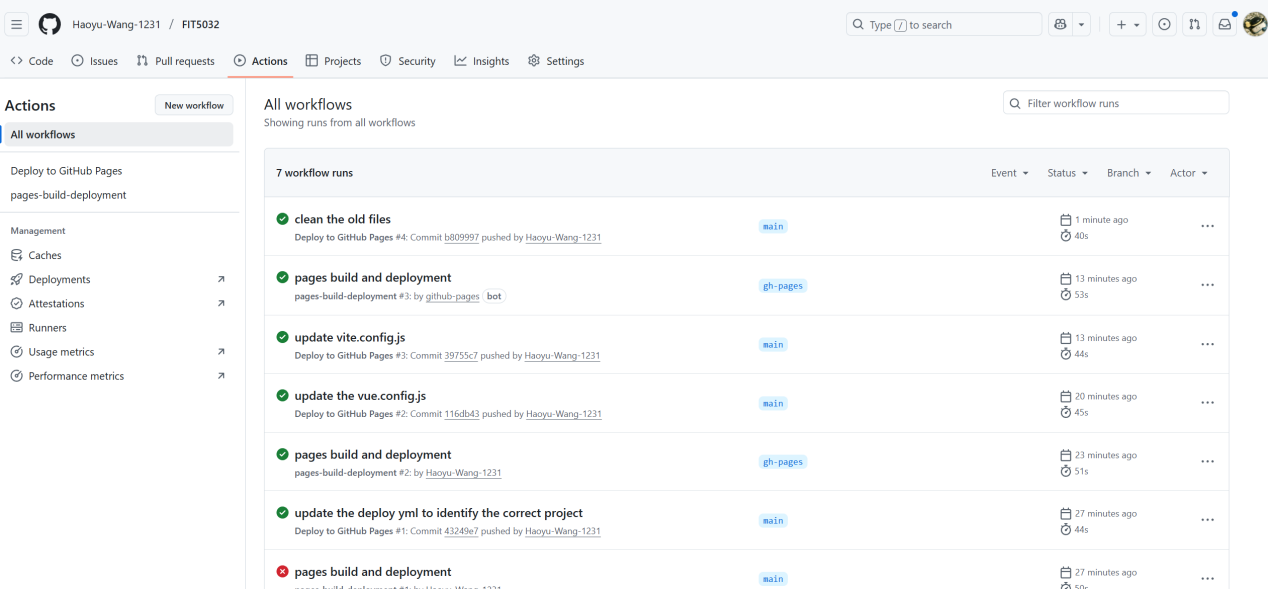 Haoyu-Wang-1231 / FIT5032
Type / to search
Code
Issues
Pull requests
Actions
Projects
Security
Insights
Settings
Actions
New workflow
All workflows
Deploy to GitHub Pages
pages-build-deployment
Management
Caches
Deployments
Attestations
Runners
Usage metrics
Performance metrics
All workflows
Showing runs from all workflows
Filter workflow runs
7 workflow runs
Event
Status
Branch
Actor
clean the old files
Deploy to GitHub Pages #4: Commit b809997 pushed by Haoyu-Wang-1231
main
1 minute ago
40s
pages build and deployment
pages-build-deployment #3: by github-pages bot
gh-pages
13 minutes ago
53s
update vite.config.js
Deploy to GitHub Pages #3: Commit 39755c7 pushed by Haoyu-Wang-1231
main
13 minutes ago
44s
update the vue.config.js
Deploy to GitHub Pages #2: Commit 116db43 pushed by Haoyu-Wang-1231
main
20 minutes ago
45s
pages build and deployment
pages-build-deployment #2: by Haoyu-Wang-1231
gh-pages
23 minutes ago
51s
update the deploy yml to identify the correct project
Deploy to GitHub Pages #1: Commit 43249e7 pushed by Haoyu-Wang-1231
main
27 minutes ago
44s
pages build and deployment
pages-build-deployment #1: by Haoyu-Wang-1231
main
27 minutes ago